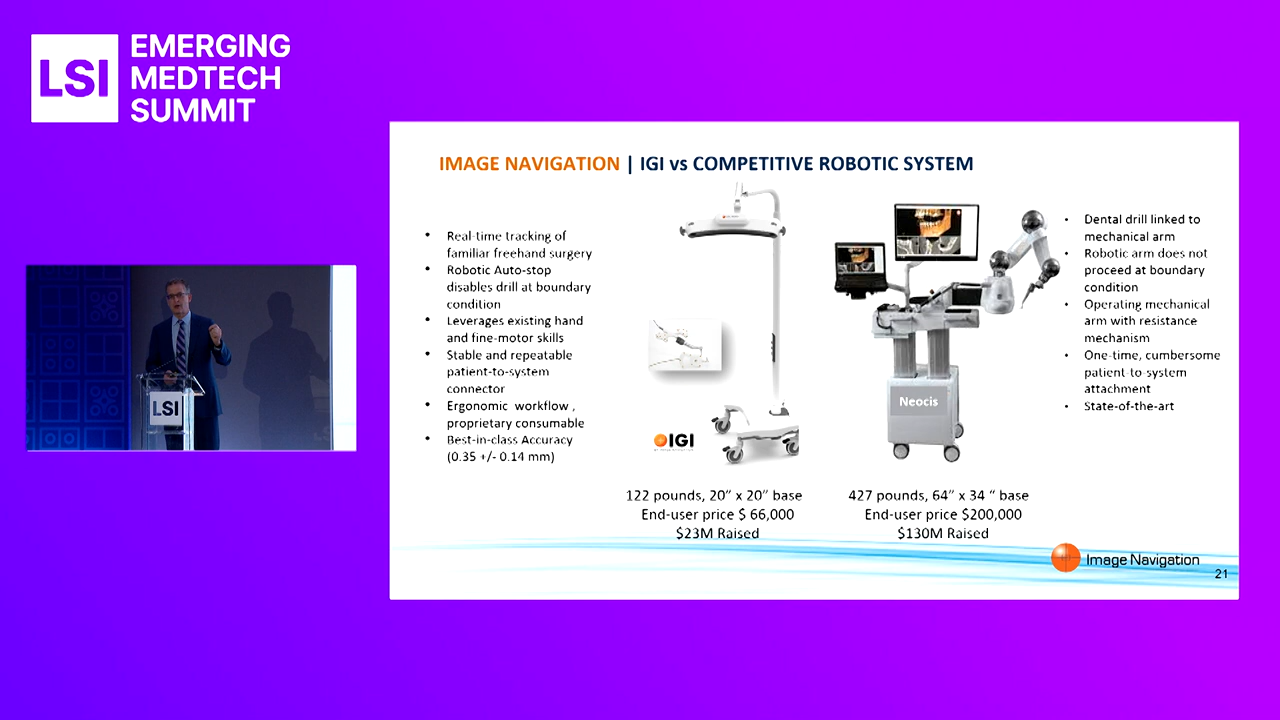 LSI
EMERGING
MEDTECH
SUMMIT
IMAGE NAVIGATION | IGI vs COMPETITIVE ROBOTIC SYSTEM
• Real-time tracking of
familiar freehand surgery
• Robotic Auto-stop
disables drill at boundary
condition
• Leverages existing hand
and fine-motor skills
• Stable and repeatable
patient-to-system
connector
• Ergonomic workflow ,
proprietary consumable
• Best-in-class Accuracy
(0.35 +/- 0.14 mm)
IGI
122 pounds, 20” x 20” base
End-user price $ 66,000
$23M Raised
Neocis
427 pounds, 64” x 34 “ base
End-user price $200,000
$130M Raised
• Dental drill linked to
mechanical arm
• Robotic arm does not
proceed at boundary
condition
• Operating mechanical
arm with resistance
mechanism
• One-time, cumbersome
patient-to-system
attachment
• State-of-the-art
Image Navigation
21
LSI